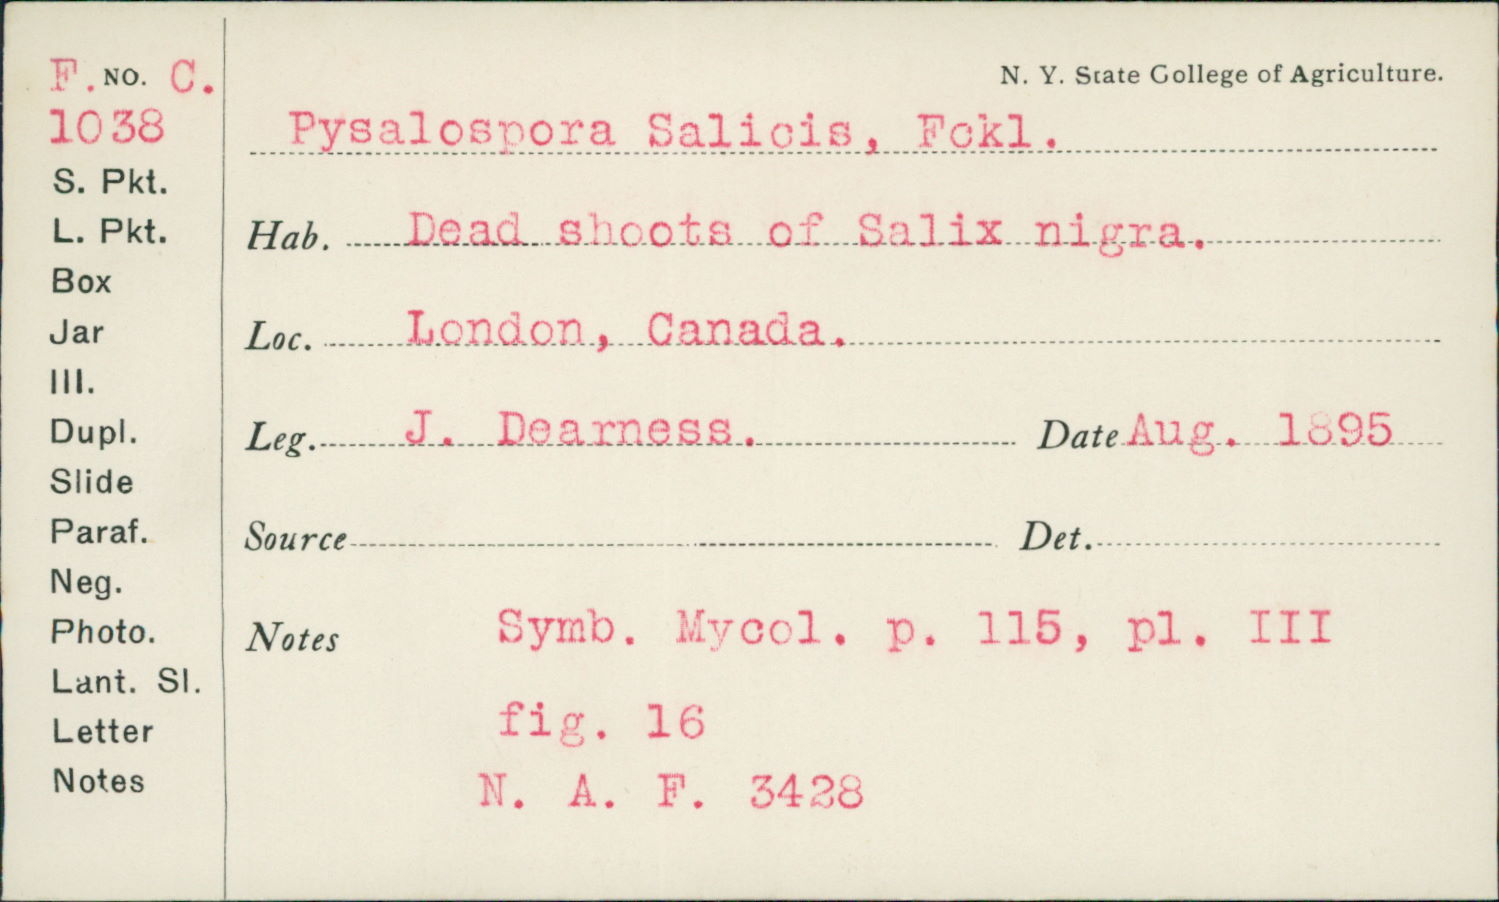 F. NO. C.
1038
S. Pkt.
L. Pkt.
Box
Jar
Ill.
Dupl.
Slide
Paraf.
Neg.
Photo.
Lant. Sl.
Letter
Notes
N. Y. State College of Agriculture.
Pysalospora Salicis, Fckl.
Hab. Dead shoots of Salix nigra.
Loc. London, Canada.
Leg. J. Dearness. Date Aug. 1895
Source Det.
Notes Symb. Mycol. p. 115, pl. III
fig. 16
N. A. F. 3428